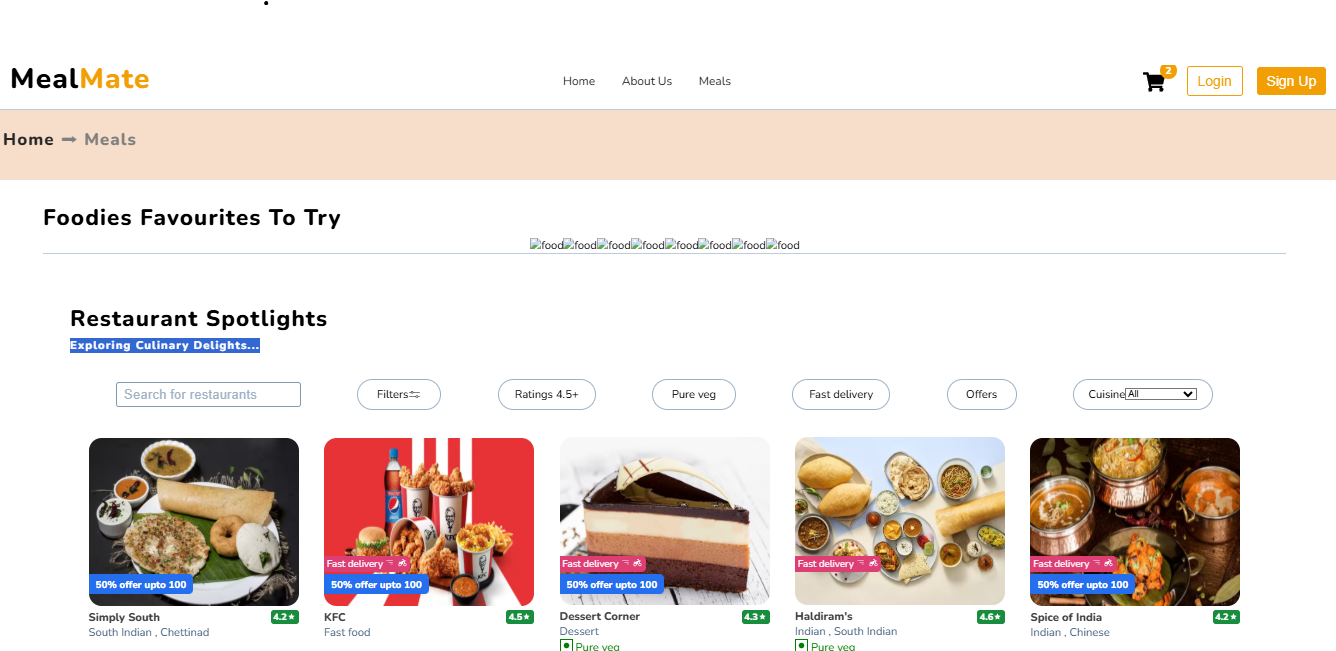 MealMate
Home About Us Meals
2
Login
Sign Up
Home ➡ Meals
Foodies Favourites To Try
food food food food food food food food
Restaurant Spotlights
Exploring Culinary Delights...
Search for restaurants
Filters
Ratings 4.5+
Pure veg
Fast delivery
Offers
Cuisine All
50% offer upto 100
Simply South 4.2★
South Indian , Chettinad
Fast delivery
50% offer upto 100
KFC 4.5★
Fast food
Fast delivery
50% offer upto 100
Dessert Corner 4.3★
Dessert
Pure veg
Fast delivery
Haldiram's 4.6★
Indian , South Indian
Pure veg
Fast delivery
50% offer upto 100
Spice of India 4.2★
Indian , Chinese